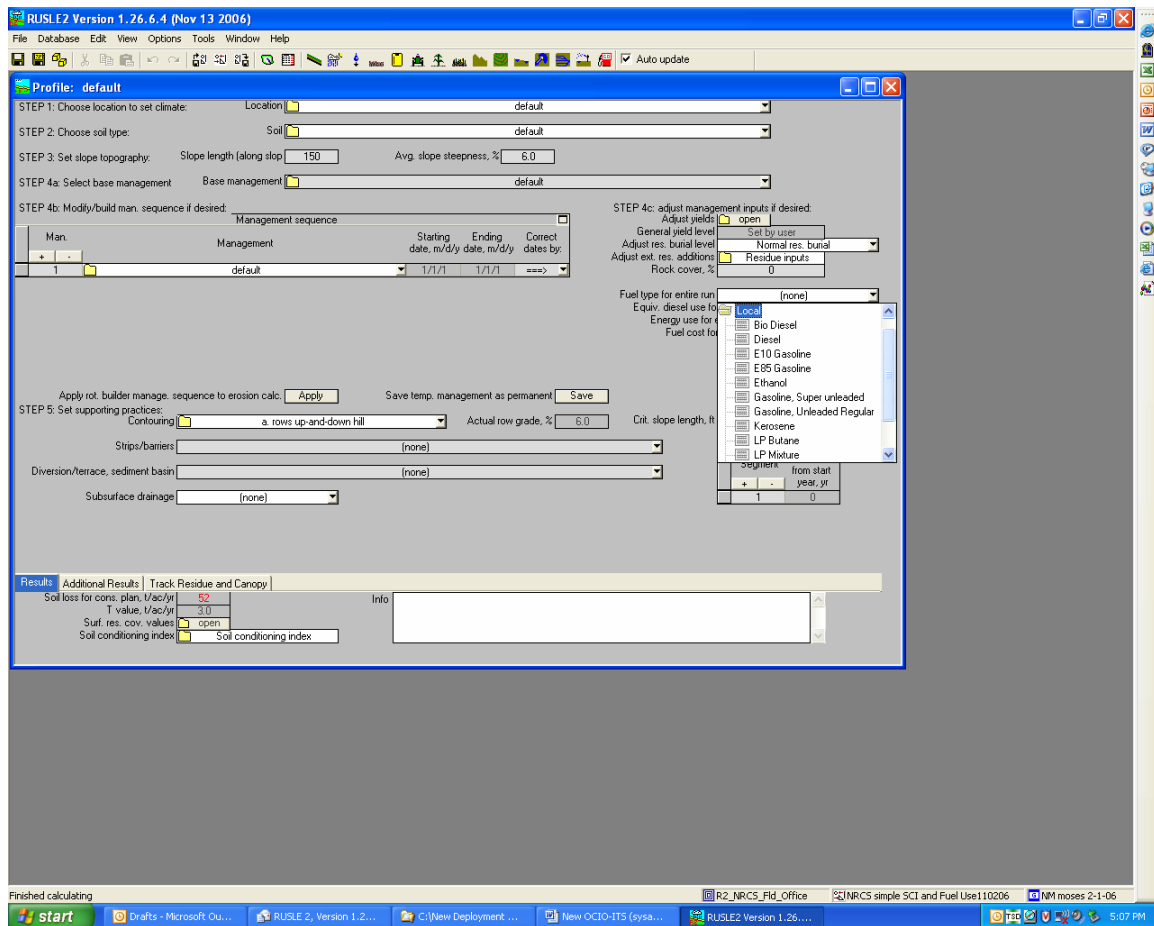 RUSLE2 Version 1.26.6.4 (Nov 13 2006)
File Database Edit View Options Tools Window Help
Auto update
Profile: default
STEP 1: Choose location to set climate: Location default
STEP 2: Choose soil type: Soil default
STEP 3: Set slope topography: Slope length (along slop 150 Avg. slope steepness, % 6.0
STEP 4a: Select base management Base management default
STEP 4b: Modify/build man. sequence if desired: STEP 4c: adjust management inputs if desired:
Management sequence
Adjust yields open
General yield level Set by user
Adjust res. burial level Normal res. burial
Adjust ext. res. additions Residue inputs
Rock cover, % 0
Man. Management Starting date, m/d/y Ending date, m/d/y Correct dates by:
+ -
1 default 1/1/1 1/1/1 ===>
Fuel type for entire run (none)
Equiv. diesel use fo
Energy use for e
Fuel cost fo
Local
Bio Diesel
Diesel
E10 Gasoline
E85 Gasoline
Ethanol
Gasoline, Super unleaded
Gasoline, Unleaded Regular
Kerosene
LP Butane
LP Mixture
Apply rot. builder manage. sequence to erosion calc. Apply Save temp. management as permanent Save
STEP 5: Set supporting practices:
Contouring a. rows up-and-down hill Actual row grade, % 6.0 Crit. slope length, ft
Strips/barriers (none)
Diversion/terrace, sediment basin (none)
Subsurface drainage (none)
Segment from start
+ - year, yr
1 0
Results Additional Results Track Residue and Canopy
Soil loss for cons. plan, t/ac/yr 52 Info
T value, t/ac/yr 3.0
Surf. res. cov. values open
Soil conditioning index Soil conditioning index
Finished calculating R2_NRCS_Fld_Office NRCS simple SCI and Fuel Use110206 NM moses 2-1-06
start Drafts - Microsoft Ou... RUSLE 2, Version 1.2... C:\New Deployment ... New OCIO-ITS (sysa... RUSLE2 Version 1.26.... TSD 5:07 PM